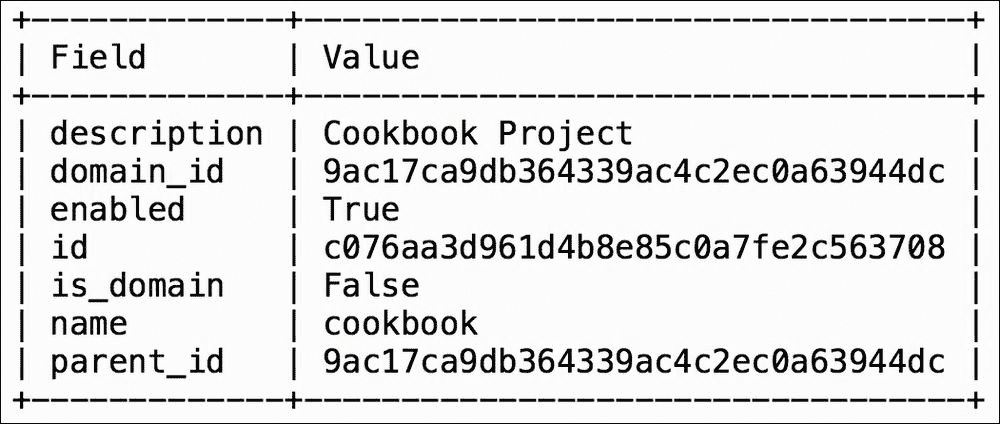 +-------------+----------------------------------+
| Field       | Value                            |
+-------------+----------------------------------+
| description | Cookbook Project                 |
| domain_id   | 9ac17ca9db364339ac4c2ec0a63944dc |
| enabled     | True                             |
| id          | c076aa3d961d4b8e85c0a7fe2c563708 |
| is_domain   | False                            |
| name        | cookbook                         |
| parent_id   | 9ac17ca9db364339ac4c2ec0a63944dc |
+-------------+----------------------------------+